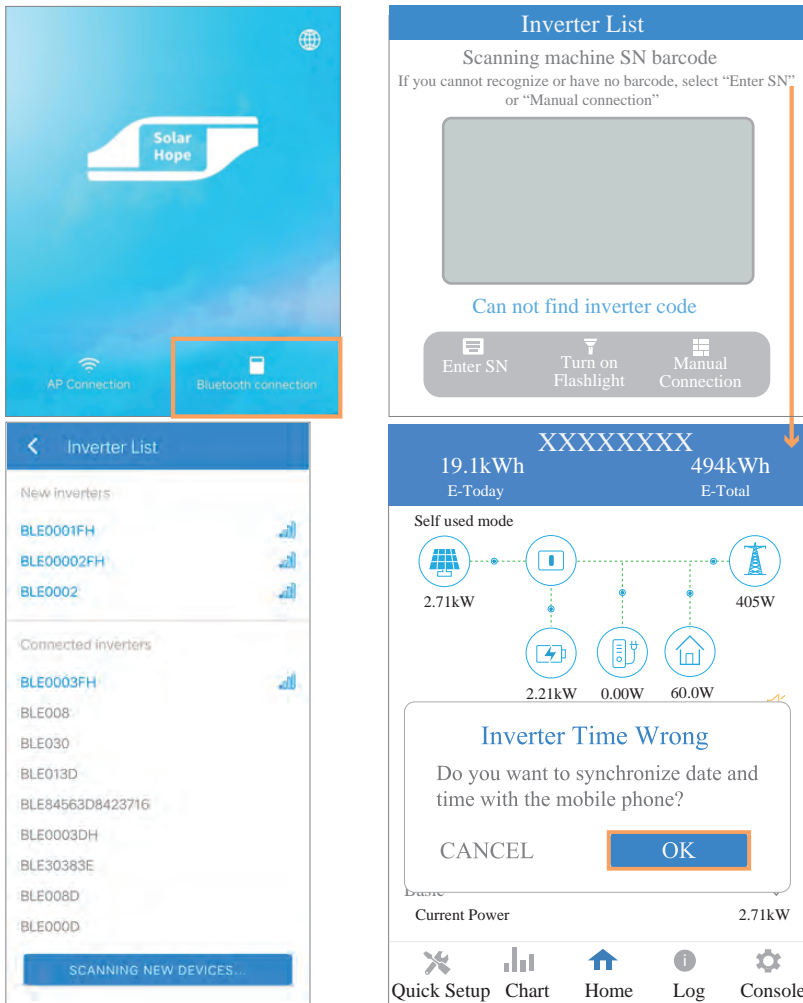 Solar
Hope
AP Connection
Bluetooth connection
Inverter List
Scanning machine SN barcode
If you cannot recognize or have no barcode, select “Enter SN”
or “Manual connection”
Can not find inverter code
Enter SN
Turn on
Flashlight
Manual
Connection
Inverter List
New inverters
BLE0001FH
BLE00002FH
BLE0002
Connected inverters
BLE0003FH
BLE008
BLE030
BLE013D
BLE84563D8423716
BLE0003DH
BLE30383E
BLE008D
BLE000D
SCANNING NEW DEVICES...
XXXXXXXX
19.1kWh 494kWh
E-Today E-Total
Self used mode
2.71kW 405W
2.21kW 0.00W 60.0W
Inverter Time Wrong
Do you want to synchronize date and
time with the mobile phone?
CANCEL OK
Basic
Current Power 2.71kW
Quick Setup Chart Home Log Console